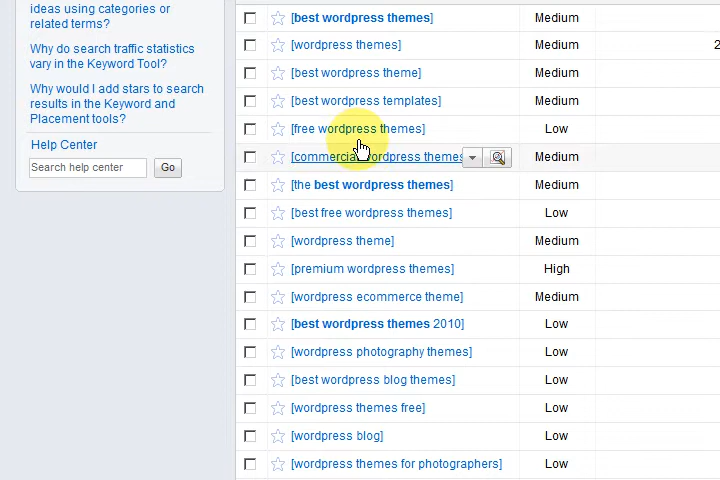 ideas using categories or
related terms?
Why do search traffic statistics
vary in the Keyword Tool?
Why would I add stars to search
results in the Keyword and
Placement tools?
Help Center
Search help center
Go
[best wordpress themes] Medium
[wordpress themes] Medium 2
[best wordpress theme] Medium
[best wordpress templates] Medium
[free wordpress themes] Low
[commercial wordpress themes Medium
[the best wordpress themes] Medium
[best free wordpress themes] Low
[wordpress theme] Medium
[premium wordpress themes] High
[wordpress ecommerce theme] Medium
[best wordpress themes 2010] Low
[wordpress photography themes] Low
[best wordpress blog themes] Low
[wordpress themes free] Low
[wordpress blog] Low
[wordpress themes for photographers] Low